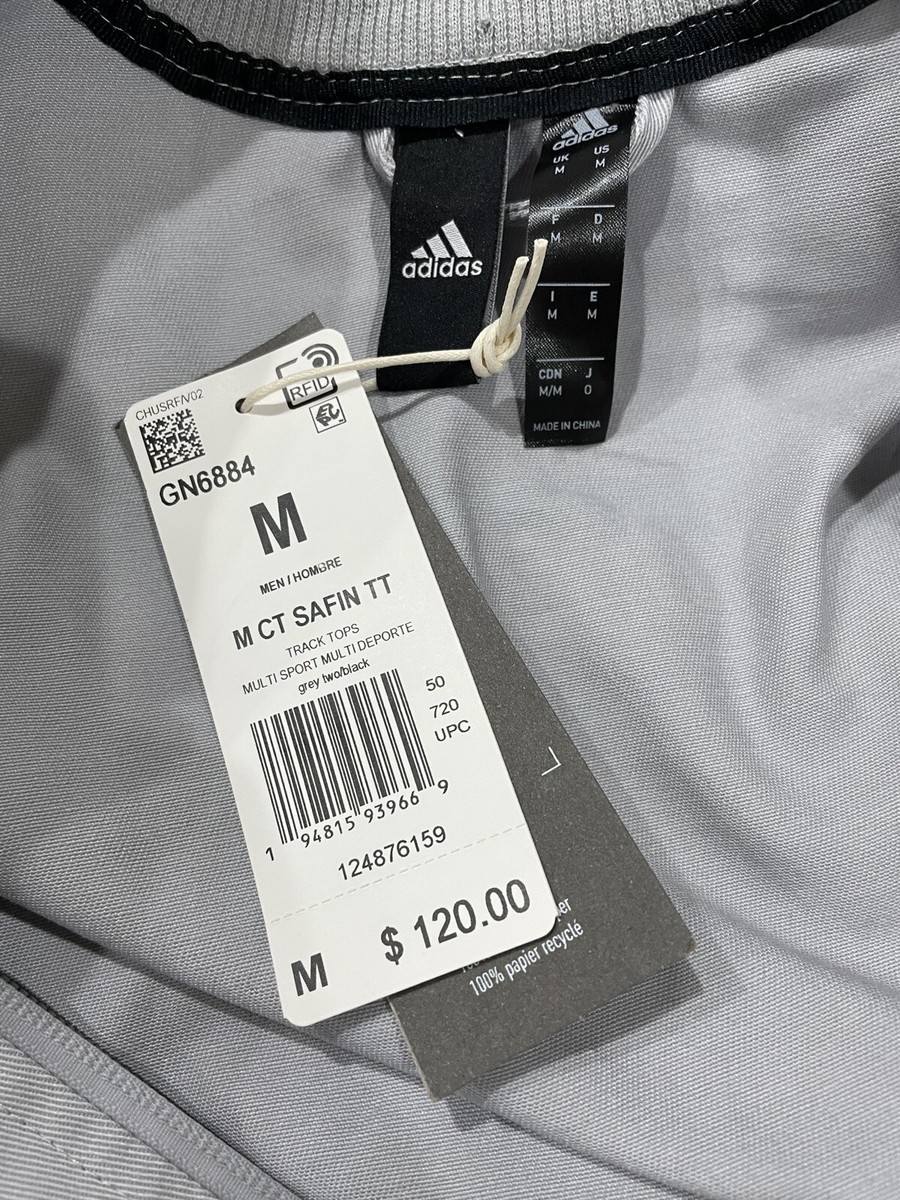 adidas
adidas
UK US
M M
F D
M M
I E
M M
CDN J
M/M O
MADE IN CHINA
CHUSRF/V02
RFID
GN6884
M
MEN / HOMBRE
M CT SAFIN TT
TRACK TOPS
MULTI SPORT MULTI DEPORTE
grey two/black
50
720
UPC
1 94815 93966 9
124876159
M $ 120.00
100% papier recyclé